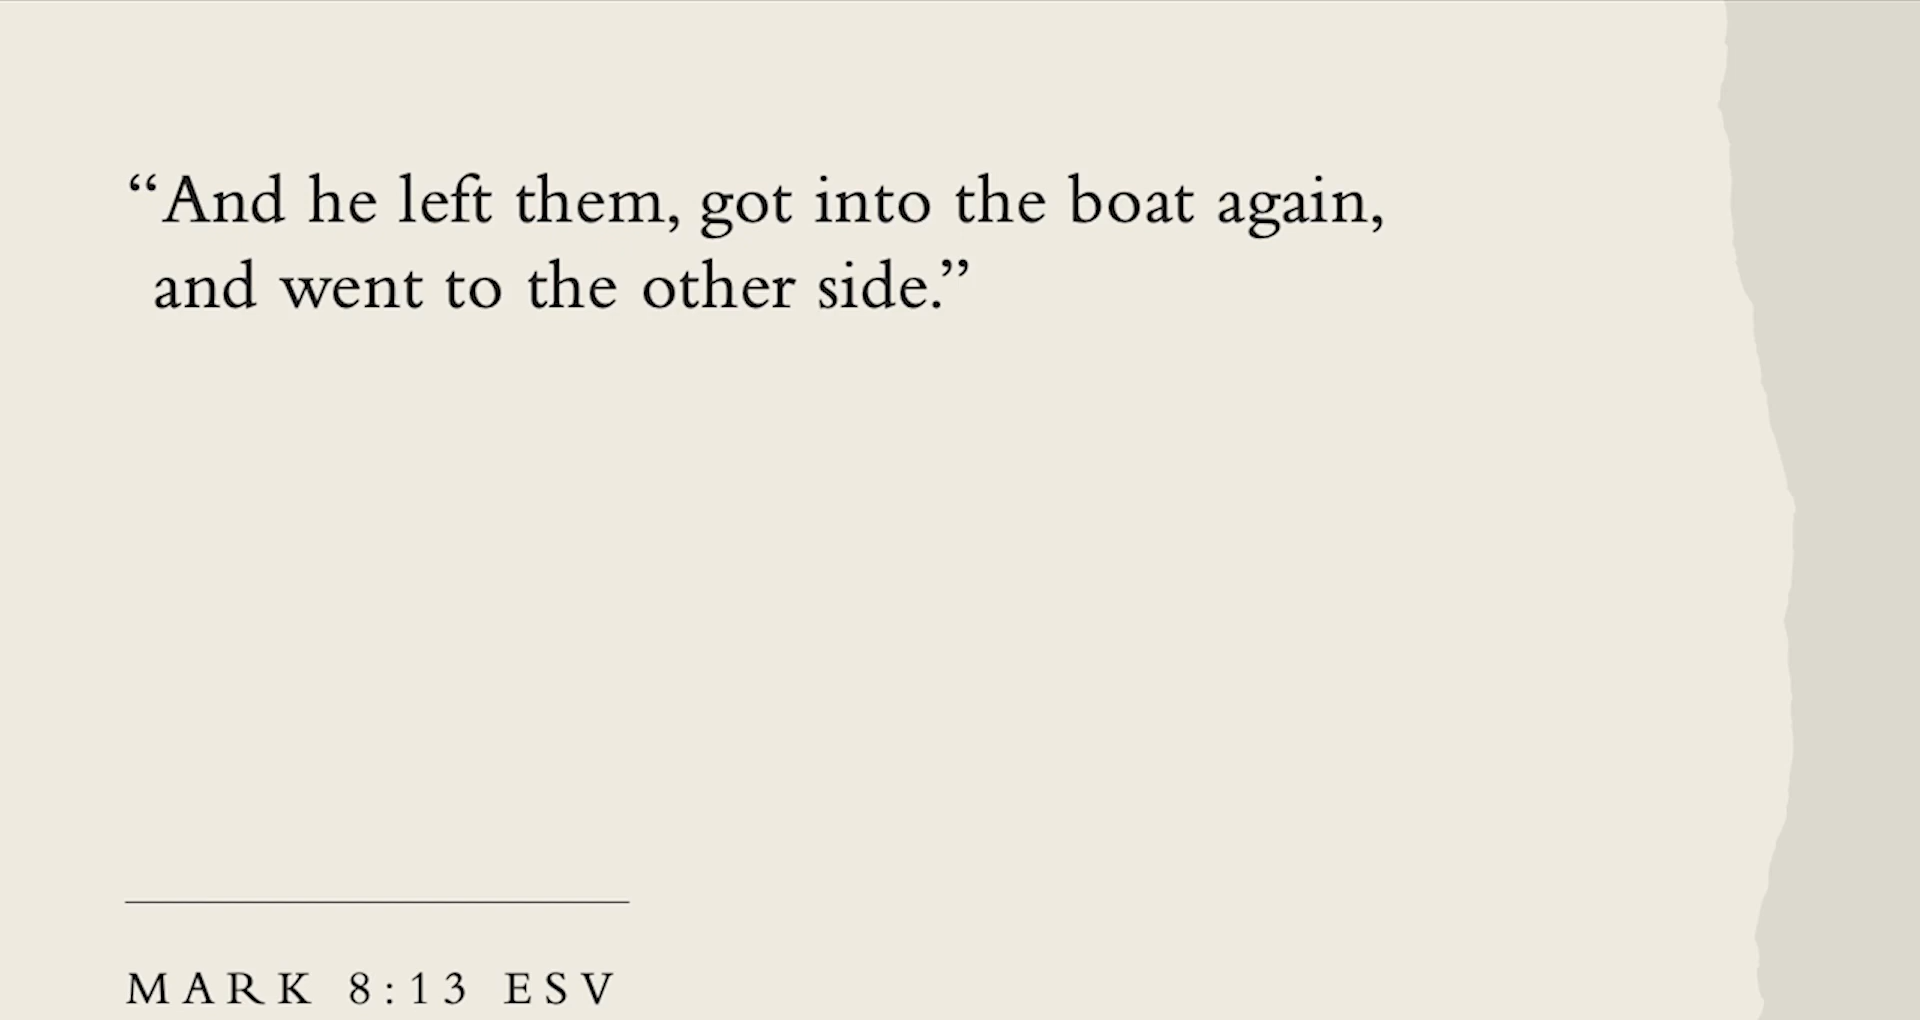 “And he left them, got into the boat again,
and went to the other side.”
MARK 8:13 ESV